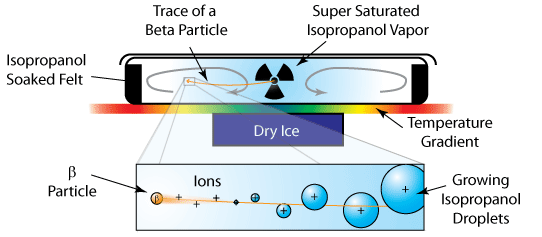 Trace of a
Beta Particle
Super Saturated
Isopropanol Vapor
Isopropanol
Soaked Felt
Temperature
Gradient
Dry Ice
β
Particle
β
Ions
Growing
Isopropanol
Droplets